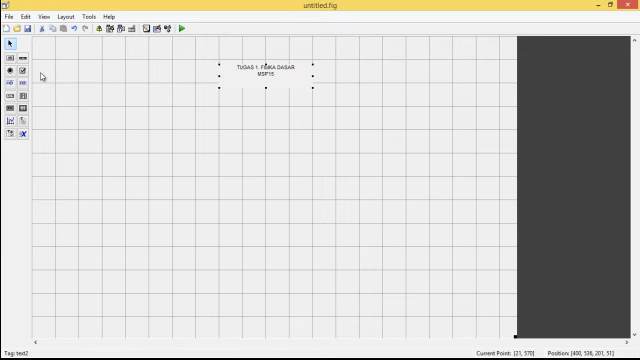 untitled.fig
File Edit View Layout Tools Help
TUGAS 1. FISIKA DASAR
MSP15
Tag: text2 Current Point: [21, 570] Position: [400, 536, 201, 51]